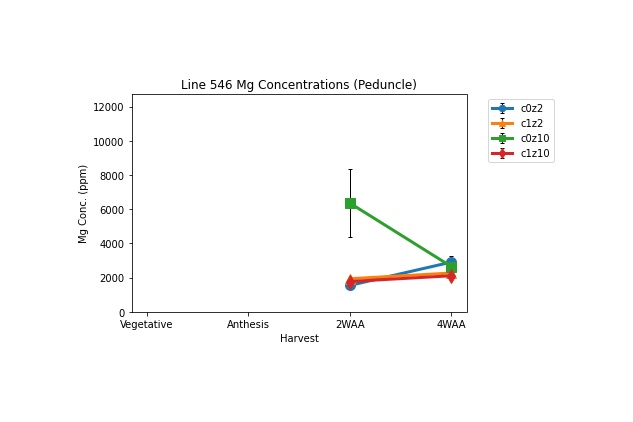 Line 546 Mg Concentrations (Peduncle)
12000
10000
8000
6000
4000
2000
0
Mg Conc. (ppm)
Vegetative Anthesis 2WAA 4WAA
Harvest
c0z2
c1z2
c0z10
c1z10